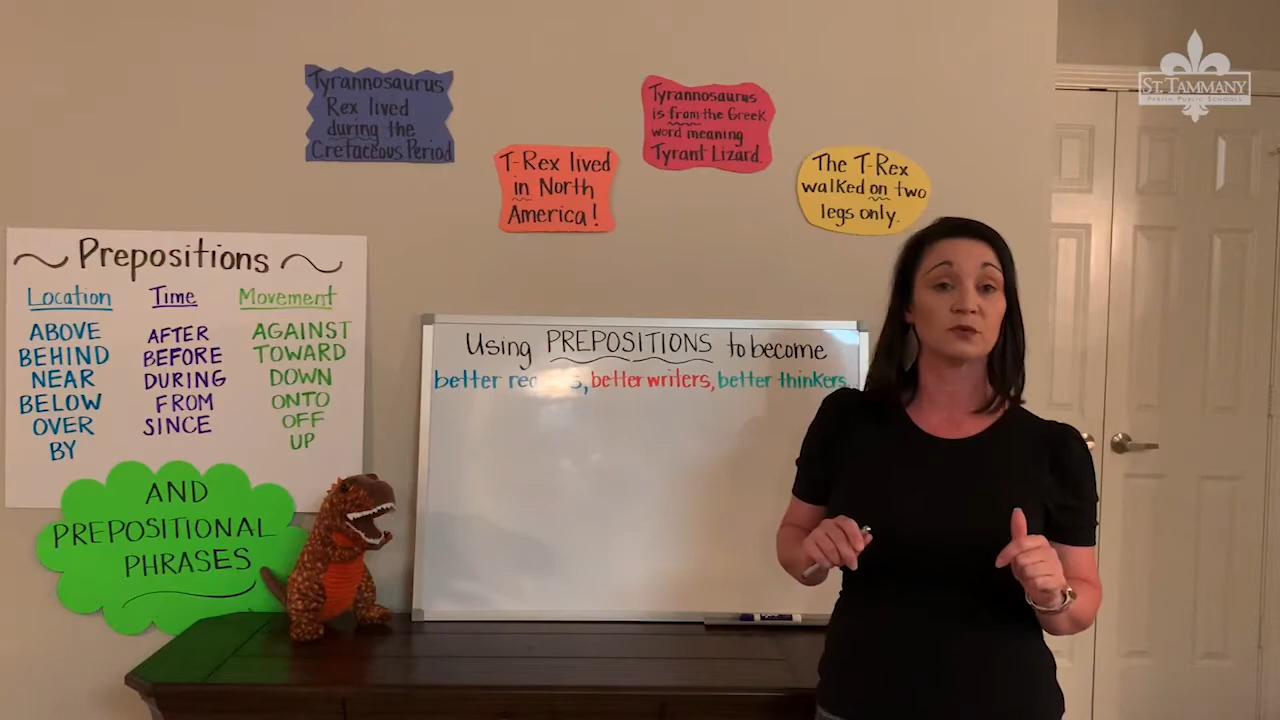 Tyrannosaurus
Rex lived
during the
Cretaceous Period
T-Rex lived
in North
America!
Tyrannosaurus
is from the Greek
word meaning
Tyrant Lizard.
The T-Rex
walked on two
legs only.
ST. TAMMANY
PARISH PUBLIC SCHOOLS
Prepositions
Location Time Movement
ABOVE AFTER AGAINST
BEHIND BEFORE TOWARD
NEAR DURING DOWN
BELOW FROM ONTO
OVER SINCE OFF
BY UP
AND
PREPOSITIONAL
PHRASES
Using PREPOSITIONS to become
better better writers, better thinkers.